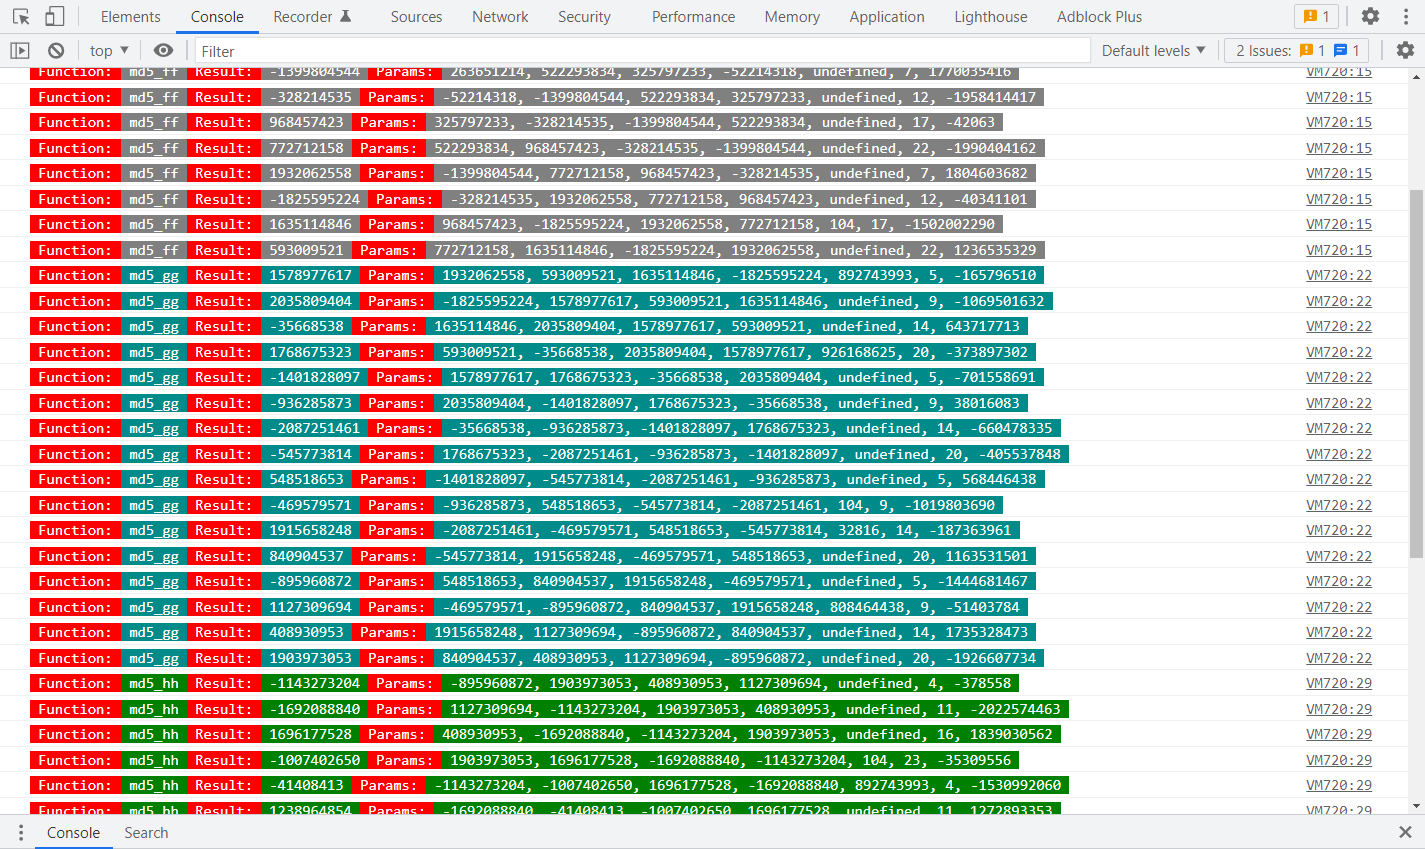 Elements Console Recorder Sources Network Security Performance Memory Application Lighthouse Adblock Plus 1
top Filter Default levels 2 Issues: 1 1
Function: md5_ff Result: -1399804544 Params: 263651214, 522293834, 325797233, -52214318, undefined, 7, 1770035416 VM720:15
Function: md5_ff Result: -328214535 Params: -52214318, -1399804544, 522293834, 325797233, undefined, 12, -1958414417 VM720:15
Function: md5_ff Result: 968457423 Params: 325797233, -328214535, -1399804544, 522293834, undefined, 17, -42063 VM720:15
Function: md5_ff Result: 772712158 Params: 522293834, 968457423, -328214535, -1399804544, undefined, 22, -1990404162 VM720:15
Function: md5_ff Result: 1932062558 Params: -1399804544, 772712158, 968457423, -328214535, undefined, 7, 1804603682 VM720:15
Function: md5_ff Result: -1825595224 Params: -328214535, 1932062558, 772712158, 968457423, undefined, 12, -40341101 VM720:15
Function: md5_ff Result: 1635114846 Params: 968457423, -1825595224, 1932062558, 772712158, 104, 17, -1502002290 VM720:15
Function: md5_ff Result: 593009521 Params: 772712158, 1635114846, -1825595224, 1932062558, undefined, 22, 1236535329 VM720:15
Function: md5_gg Result: 1578977617 Params: 1932062558, 593009521, 1635114846, -1825595224, 892743993, 5, -165796510 VM720:22
Function: md5_gg Result: 2035809404 Params: -1825595224, 1578977617, 593009521, 1635114846, undefined, 9, -1069501632 VM720:22
Function: md5_gg Result: -35668538 Params: 1635114846, 2035809404, 1578977617, 593009521, undefined, 14, 643717713 VM720:22
Function: md5_gg Result: 1768675323 Params: 593009521, -35668538, 2035809404, 1578977617, 926168625, 20, -373897302 VM720:22
Function: md5_gg Result: -1401828097 Params: 1578977617, 1768675323, -35668538, 2035809404, undefined, 5, -701558691 VM720:22
Function: md5_gg Result: -936285873 Params: 2035809404, -1401828097, 1768675323, -35668538, undefined, 9, 38016083 VM720:22
Function: md5_gg Result: -2087251461 Params: -35668538, -936285873, -1401828097, 1768675323, undefined, 14, -660478335 VM720:22
Function: md5_gg Result: -545773814 Params: 1768675323, -2087251461, -936285873, -1401828097, undefined, 20, -405537848 VM720:22
Function: md5_gg Result: 548518653 Params: -1401828097, -545773814, -2087251461, -936285873, undefined, 5, 568446438 VM720:22
Function: md5_gg Result: -469579571 Params: -936285873, 548518653, -545773814, -2087251461, 104, 9, -1019803690 VM720:22
Function: md5_gg Result: 1915658248 Params: -2087251461, -469579571, 548518653, -545773814, 32816, 14, -187363961 VM720:22
Function: md5_gg Result: 840904537 Params: -545773814, 1915658248, -469579571, 548518653, undefined, 20, 1163531501 VM720:22
Function: md5_gg Result: -895960872 Params: 548518653, 840904537, 1915658248, -469579571, undefined, 5, -1444681467 VM720:22
Function: md5_gg Result: 1127309694 Params: -469579571, -895960872, 840904537, 1915658248, 808464438, 9, -51403784 VM720:22
Function: md5_gg Result: 408930953 Params: 1915658248, 1127309694, -895960872, 840904537, undefined, 14, 1735328473 VM720:22
Function: md5_gg Result: 1903973053 Params: 840904537, 408930953, 1127309694, -895960872, undefined, 20, -1926607734 VM720:22
Function: md5_hh Result: -1143273204 Params: -895960872, 1903973053, 408930953, 1127309694, undefined, 4, -378558 VM720:29
Function: md5_hh Result: -1692088840 Params: 1127309694, -1143273204, 1903973053, 408930953, undefined, 11, -2022574463 VM720:29
Function: md5_hh Result: 1696177528 Params: 408930953, -1692088840, -1143273204, 1903973053, undefined, 16, 1839030562 VM720:29
Function: md5_hh Result: -1007402650 Params: 1903973053, 1696177528, -1692088840, -1143273204, 104, 23, -35309556 VM720:29
Function: md5_hh Result: -41408413 Params: -1143273204, -1007402650, 1696177528, -1692088840, 892743993, 4, -1530992060 VM720:29
Function: md5_hh Result: 1238964854 Params: -1692088840, -41408413, -1007402650, 1696177528, undefined, 11, 1272893353 VM720:29
Console Search